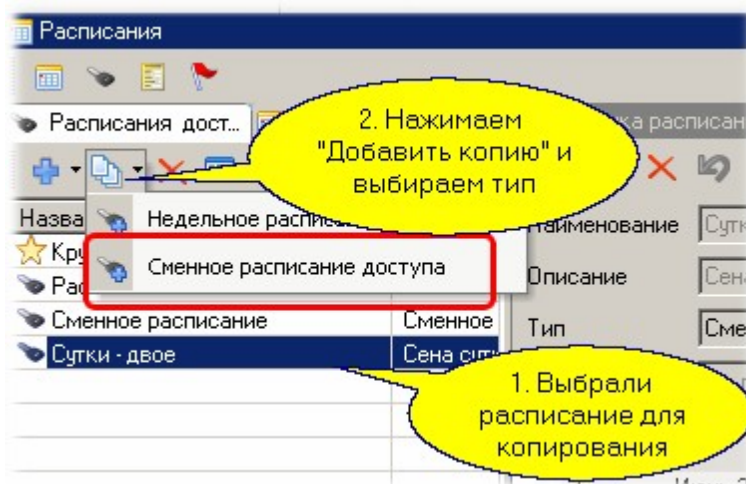 Расписания
Расписания дост...
2. Нажимаем
"Добавить копию" и
выбираем тип
Недельное
Сменное расписание доступа
Наименование
Описание
Сменное расписание
Сменное
Тип
Сутки - двое
Сена
1. Выбрали
расписание для
копирования